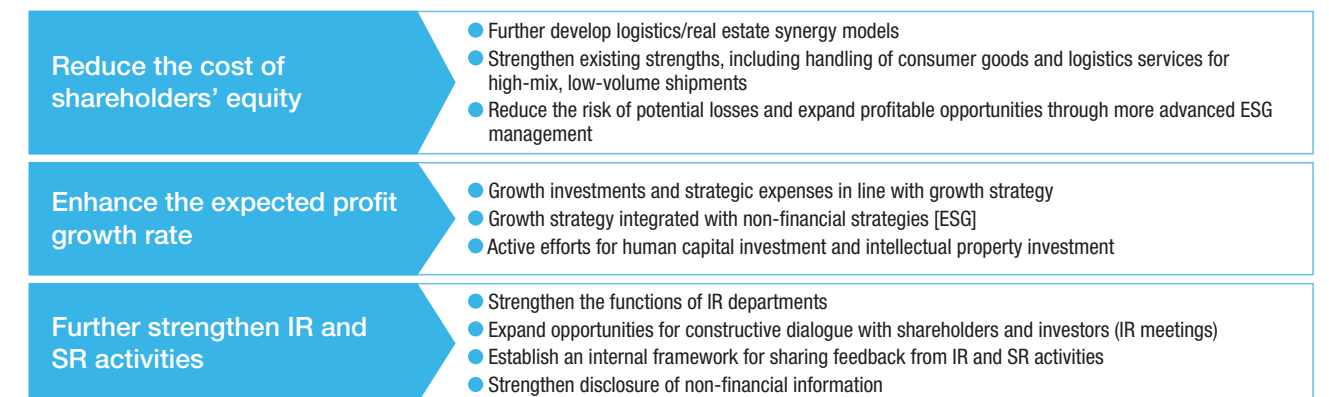 Reduce the cost of
shareholders’ equity
● Further develop logistics/real estate synergy models
● Strengthen existing strengths, including handling of consumer goods and logistics services for
high-mix, low-volume shipments
● Reduce the risk of potential losses and expand profitable opportunities through more advanced ESG
management
Enhance the expected profit
growth rate
● Growth investments and strategic expenses in line with growth strategy
● Growth strategy integrated with non-financial strategies [ESG]
● Active efforts for human capital investment and intellectual property investment
Further strengthen IR and
SR activities
● Strengthen the functions of IR departments
● Expand opportunities for constructive dialogue with shareholders and investors (IR meetings)
● Establish an internal framework for sharing feedback from IR and SR activities
● Strengthen disclosure of non-financial information